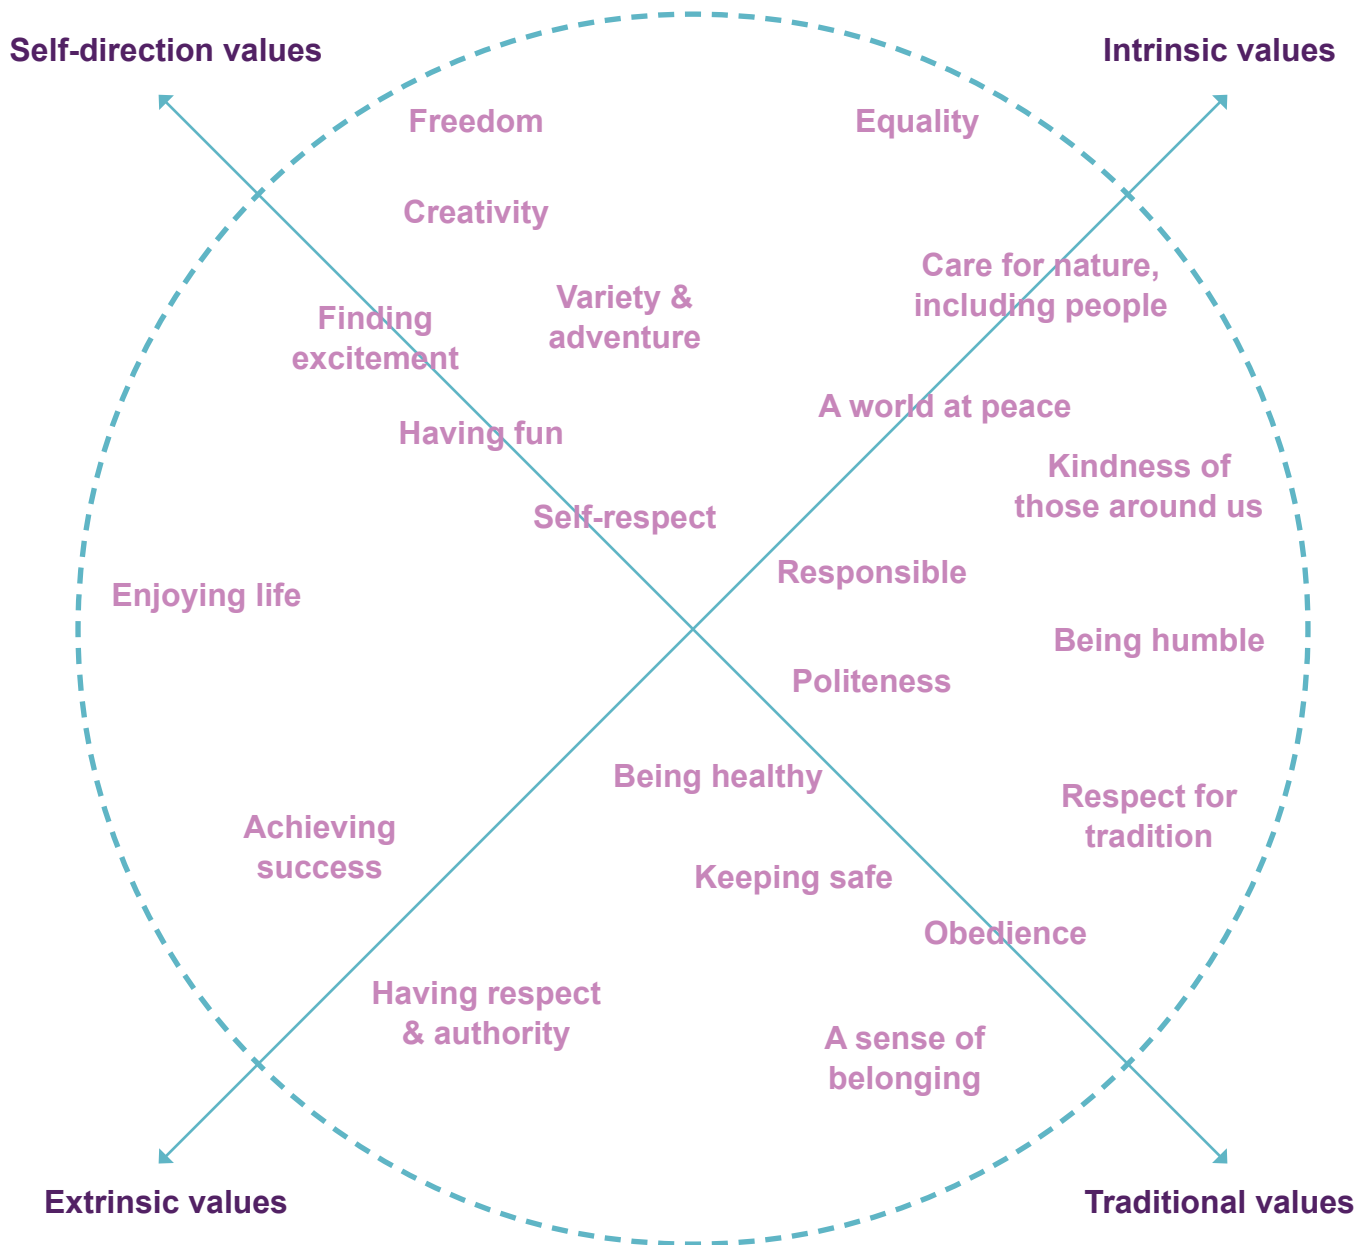 Self-direction values
Intrinsic values
Freedom
Equality
Creativity
Care for nature,
including people
Variety &
adventure
Finding
excitement
A world at peace
Having fun
Kindness of
those around us
Self-respect
Responsible
Enjoying life
Being humble
Politeness
Being healthy
Respect for
tradition
Achieving
success
Keeping safe
Obedience
Having respect
& authority
A sense of
belonging
Extrinsic values
Traditional values